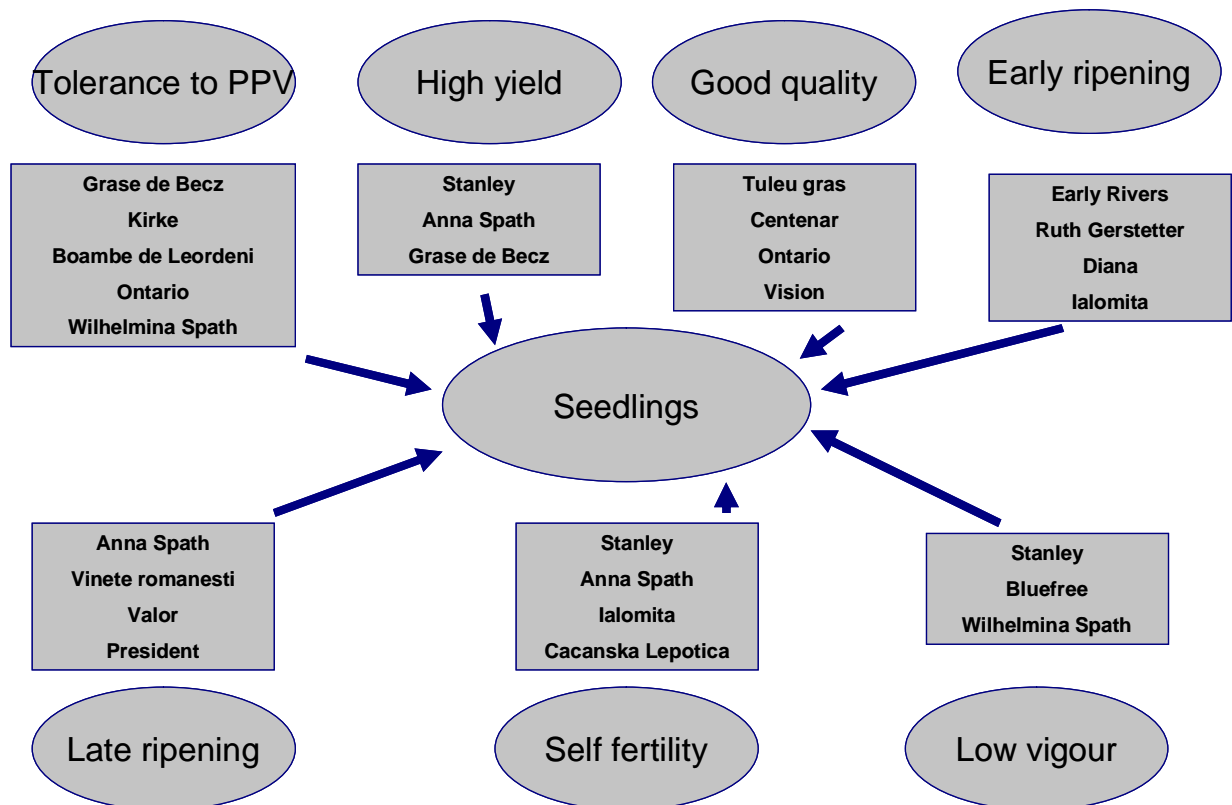 Tolerance to PPV
High yield
Good quality
Early ripening
Grase de Becz
Kirke
Boambe de Leordeni
Ontario
Wilhelmina Spath
Stanley
Anna Spath
Grase de Becz
Tuleu gras
Centenar
Ontario
Vision
Early Rivers
Ruth Gerstetter
Diana
Ialomita
Seedlings
Anna Spath
Vinete romanesti
Valor
President
Stanley
Anna Spath
Ialomita
Cacanska Lepotica
Stanley
Bluefree
Wilhelmina Spath
Late ripening
Self fertility
Low vigour